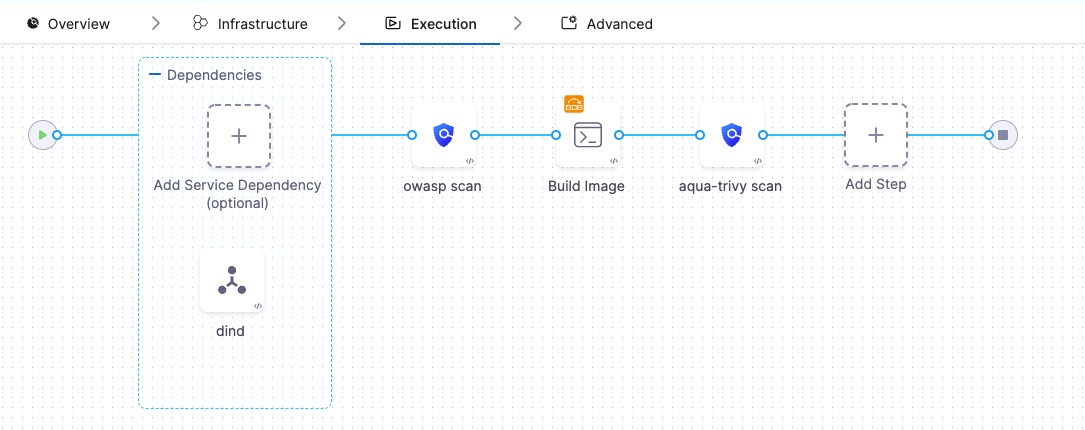 Overview
Infrastructure
Execution
Advanced
Dependencies
Add Service Dependency
(optional)
dind
owasp scan
Build Image
aqua-trivy scan
Add Step